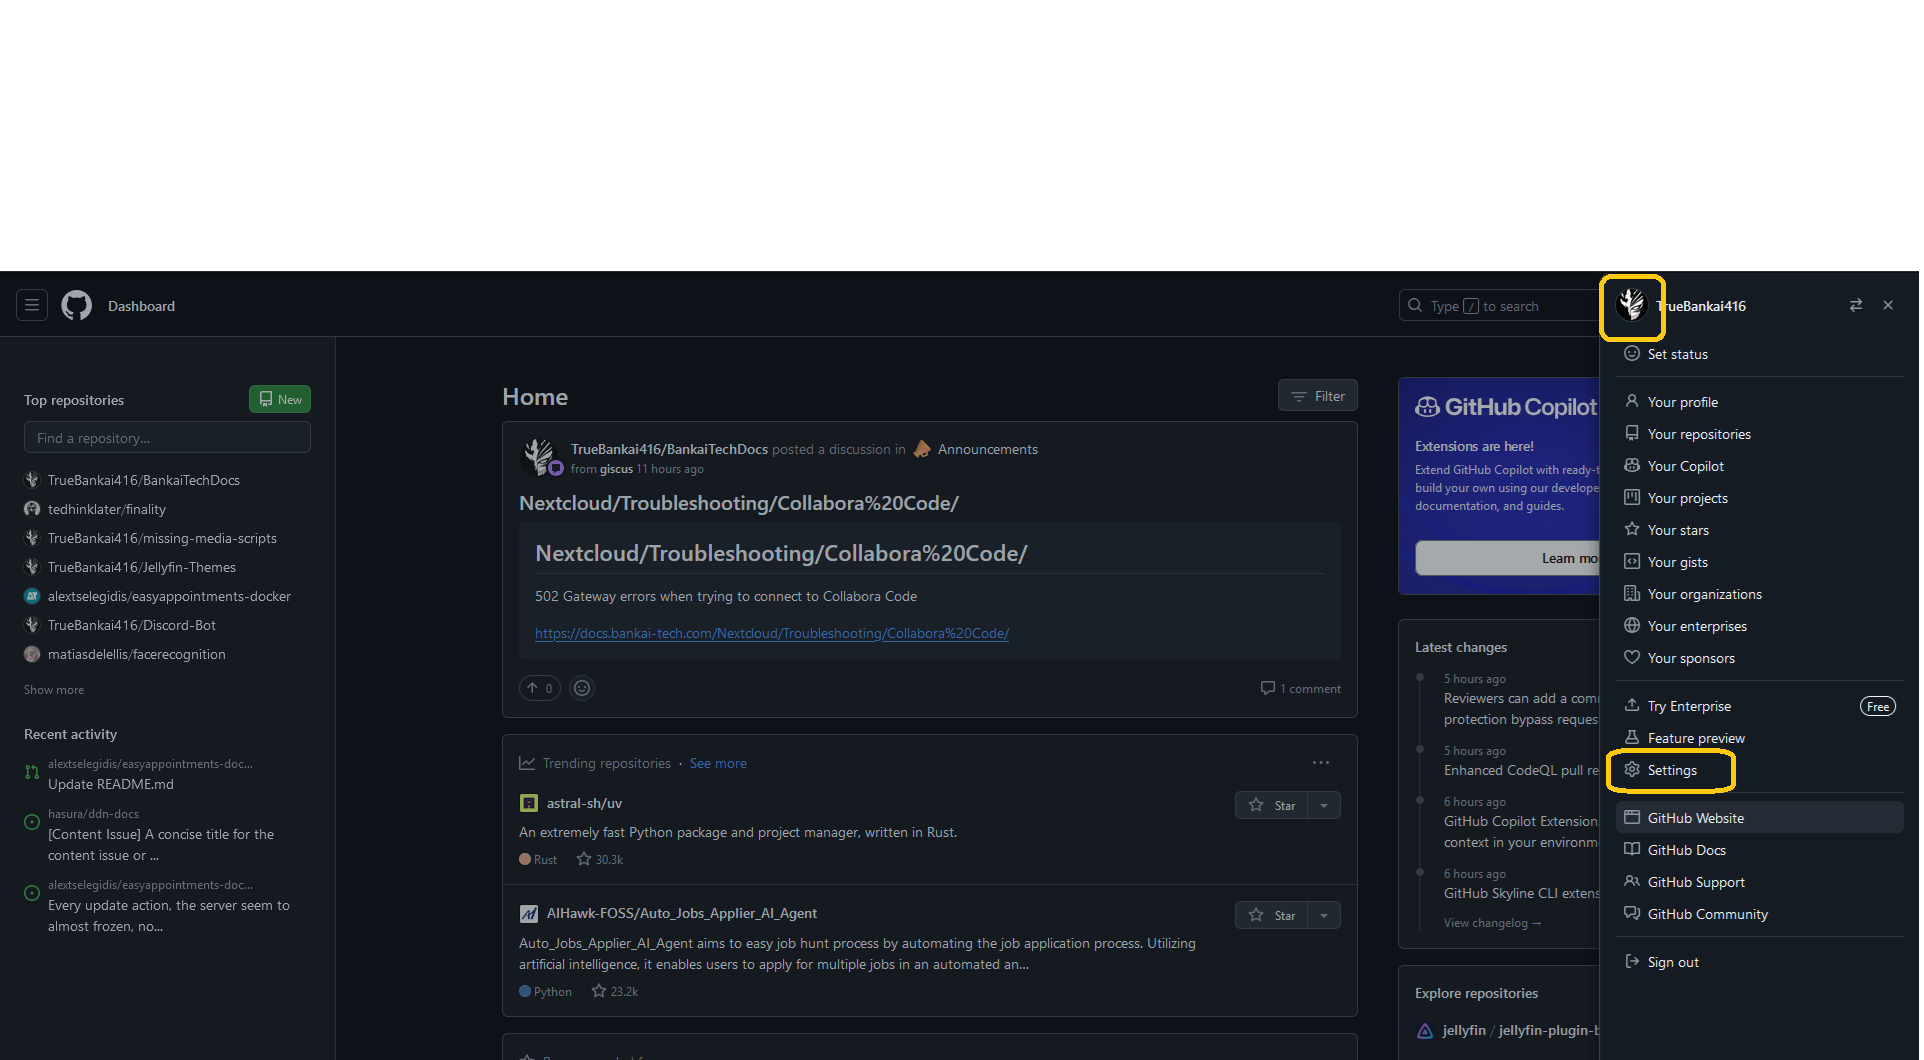 Dashboard
Type / to search
TrueBankai416
Set status
Your profile
Your repositories
Your Copilot
Your projects
Your stars
Your gists
Your organizations
Your enterprises
Your sponsors
Try Enterprise
Free
Feature preview
Settings
GitHub Website
GitHub Docs
GitHub Support
GitHub Community
Sign out
Top repositories
New
Find a repository...
TrueBankai416/BankaiTechDocs
tedhinklater/finality
TrueBankai416/missing-media-scripts
TrueBankai416/Jellyfin-Themes
alextselegidis/easyappointments-docker
TrueBankai416/Discord-Bot
matiasdelellis/facerecognition
Show more
Recent activity
alextselegidis/easyappointments-doc...
Update README.md
hasura/ddn-docs
[Content Issue] A concise title for the
content issue or ...
alextselegidis/easyappointments-doc...
Every update action, the server seem to
almost frozen, no...
Home
Filter
TrueBankai416/BankaiTechDocs posted a discussion in Announcements
from giscus 11 hours ago
Nextcloud/Troubleshooting/Collabora%20Code/
Nextcloud/Troubleshooting/Collabora%20Code/
502 Gateway errors when trying to connect to Collabora Code
https://docs.bankai-tech.com/Nextcloud/Troubleshooting/Collabora%20Code/
0
1 comment
Trending repositories · See more
astral-sh/uv
Star
An extremely fast Python package and project manager, written in Rust.
Rust 30.3k
AIHawk-FOSS/Auto_Jobs_Applier_AI_Agent
Star
Auto_Jobs_Applier_AI_Agent aims to easy job hunt process by automating the job application process. Utilizing
artificial intelligence, it enables users to apply for multiple jobs in an automated an...
Python 23.2k
GitHub Copilot
Extensions are here!
Extend GitHub Copilot with ready-t
build your own using our develope
documentation, and guides.
Learn mo
Latest changes
5 hours ago
Reviewers can add a com
protection bypass reques
5 hours ago
Enhanced CodeQL pull re
6 hours ago
GitHub Copilot Extension
context in your environm
6 hours ago
GitHub Skyline CLI extens
View changelog →
Explore repositories
jellyfin / jellyfin-plugin-b